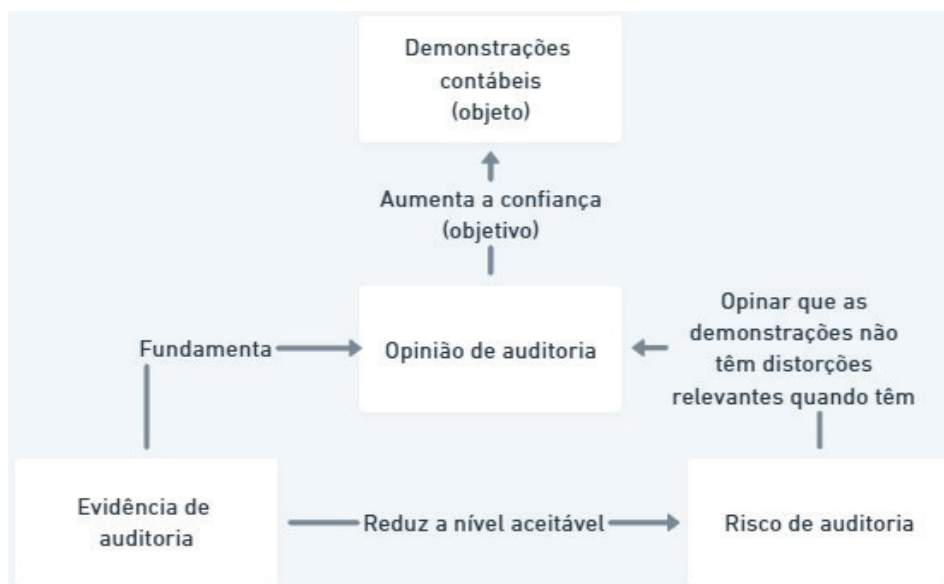 Demonstrações
contábeis
(objeto)
Aumenta a confiança
(objetivo)
Opinar que as
demonstrações não
têm distorções
relevantes quando têm
Fundamenta
Opinião de auditoria
Evidência de
auditoria
Reduz a nível aceitável
Risco de auditoria